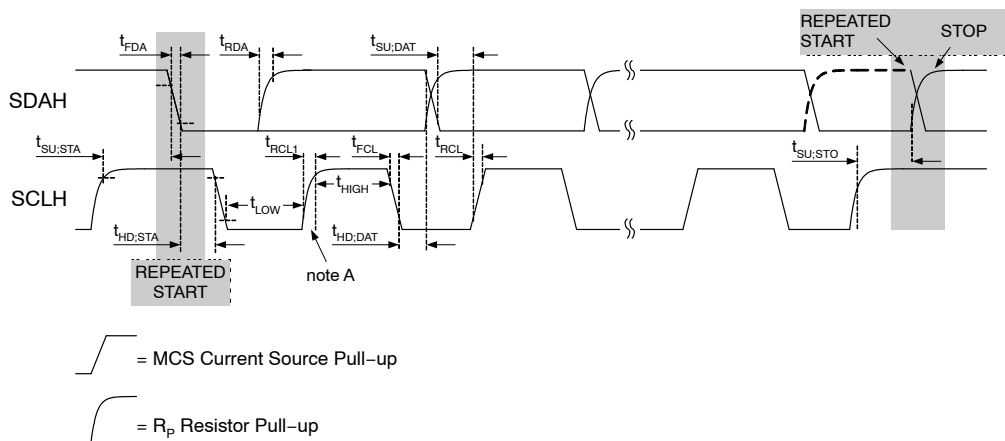 REPEATED
START
STOP
tFDA
tRDA
tSU;DAT
SDAH
tSU;STA
tRCL1
tFCL
tRCL
tSU;STO
SCLH
tHIGH
tLOW
tHD;STA
tHD;DAT
note A
REPEATED
START
= MCS Current Source Pull−up
= RP Resistor Pull−up